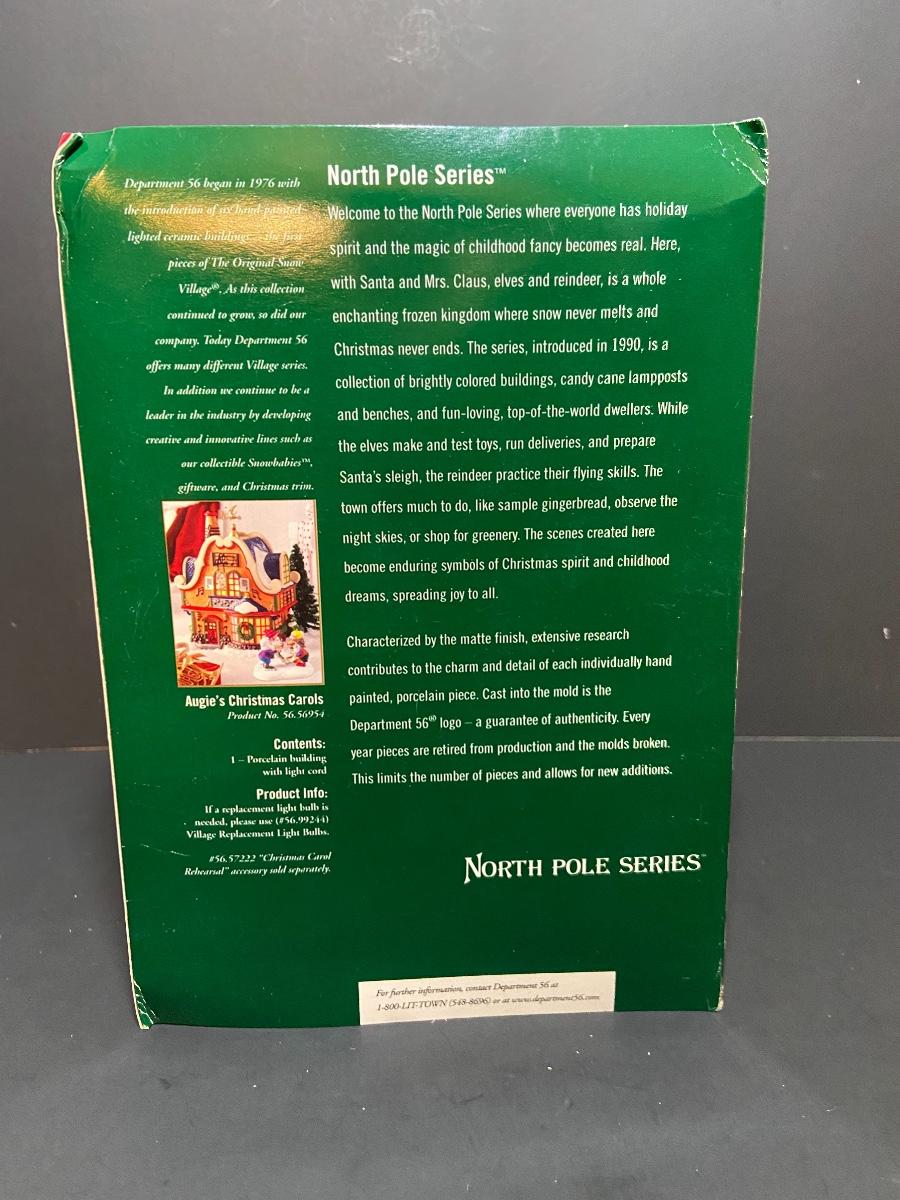 Department 56 began in 1976 with
the introduction of six hand-painted
lighted ceramic buildings—the first
pieces of The Original Snow
Village®. As this collection
continued to grow, so did our
company. Today Department 56
offers many different Village series.
In addition we continue to be a
leader in the industry by developing
creative and innovative lines such as
our collectible Snowbabies™,
giftware, and Christmas trim.
Augie's Christmas Carols
Product No. 56.56954
Contents:
1 – Porcelain building
with light cord
Product Info:
If a replacement light bulb is
needed, please use (#56.99244)
Village Replacement Light Bulbs.
#56.57222 "Christmas Carol
Rehearsal" accessory sold separately.
North Pole Series™
Welcome to the North Pole Series where everyone has holiday
spirit and the magic of childhood fancy becomes real. Here,
with Santa and Mrs. Claus, elves and reindeer, is a whole
enchanting frozen kingdom where snow never melts and
Christmas never ends. The series, introduced in 1990, is a
collection of brightly colored buildings, candy cane lampposts
and benches, and fun-loving, top-of-the-world dwellers. While
the elves make and test toys, run deliveries, and prepare
Santa's sleigh, the reindeer practice their flying skills. The
town offers much to do, like sample gingerbread, observe the
night skies, or shop for greenery. The scenes created here
become enduring symbols of Christmas spirit and childhood
dreams, spreading joy to all.
Characterized by the matte finish, extensive research
contributes to the charm and detail of each individually hand
painted, porcelain piece. Cast into the mold is the
Department 56® logo – a guarantee of authenticity. Every
year pieces are retired from production and the molds broken.
This limits the number of pieces and allows for new additions.
NORTH POLE SERIES™
For further information, contact Department 56 at
1-800-LIT-TOWN (548-8696) or at www.department56.com